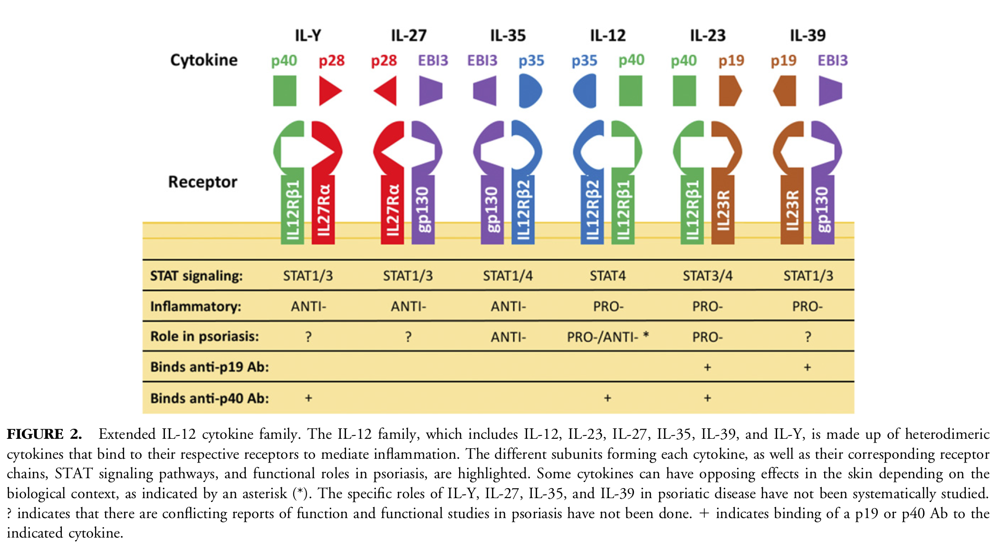 IL-Y IL-27 IL-35 IL-12 IL-23 IL-39
Cytokine p40 p28 p28 EBI3 EBI3 p35 p35 p40 p40 p19 p19 EBI3
Receptor
IL12Rβ1 IL27Rα IL27Rα gp130 gp130 IL12Rβ2 IL12Rβ2 IL12Rβ1 IL12Rβ1 IL23R IL23R gp130
STAT signaling: STAT1/3 STAT1/3 STAT1/4 STAT4 STAT3/4 STAT1/3
Inflammatory: ANTI- ANTI- ANTI- PRO- PRO- PRO-
Role in psoriasis: ? ? ANTI- PRO-/ANTI- * PRO- ?
Binds anti-p19 Ab: + +
Binds anti-p40 Ab: + + +
FIGURE 2. Extended IL-12 cytokine family. The IL-12 family, which includes IL-12, IL-23, IL-27, IL-35, IL-39, and IL-Y, is made up of heterodimeric
cytokines that bind to their respective receptors to mediate inflammation. The different subunits forming each cytokine, as well as their corresponding receptor
chains, STAT signaling pathways, and functional roles in psoriasis, are highlighted. Some cytokines can have opposing effects in the skin depending on the
biological context, as indicated by an asterisk (*). The specific roles of IL-Y, IL-27, IL-35, and IL-39 in psoriatic disease have not been systematically studied.
? indicates that there are conflicting reports of function and functional studies in psoriasis have not been done. + indicates binding of a p19 or p40 Ab to the
indicated cytokine.